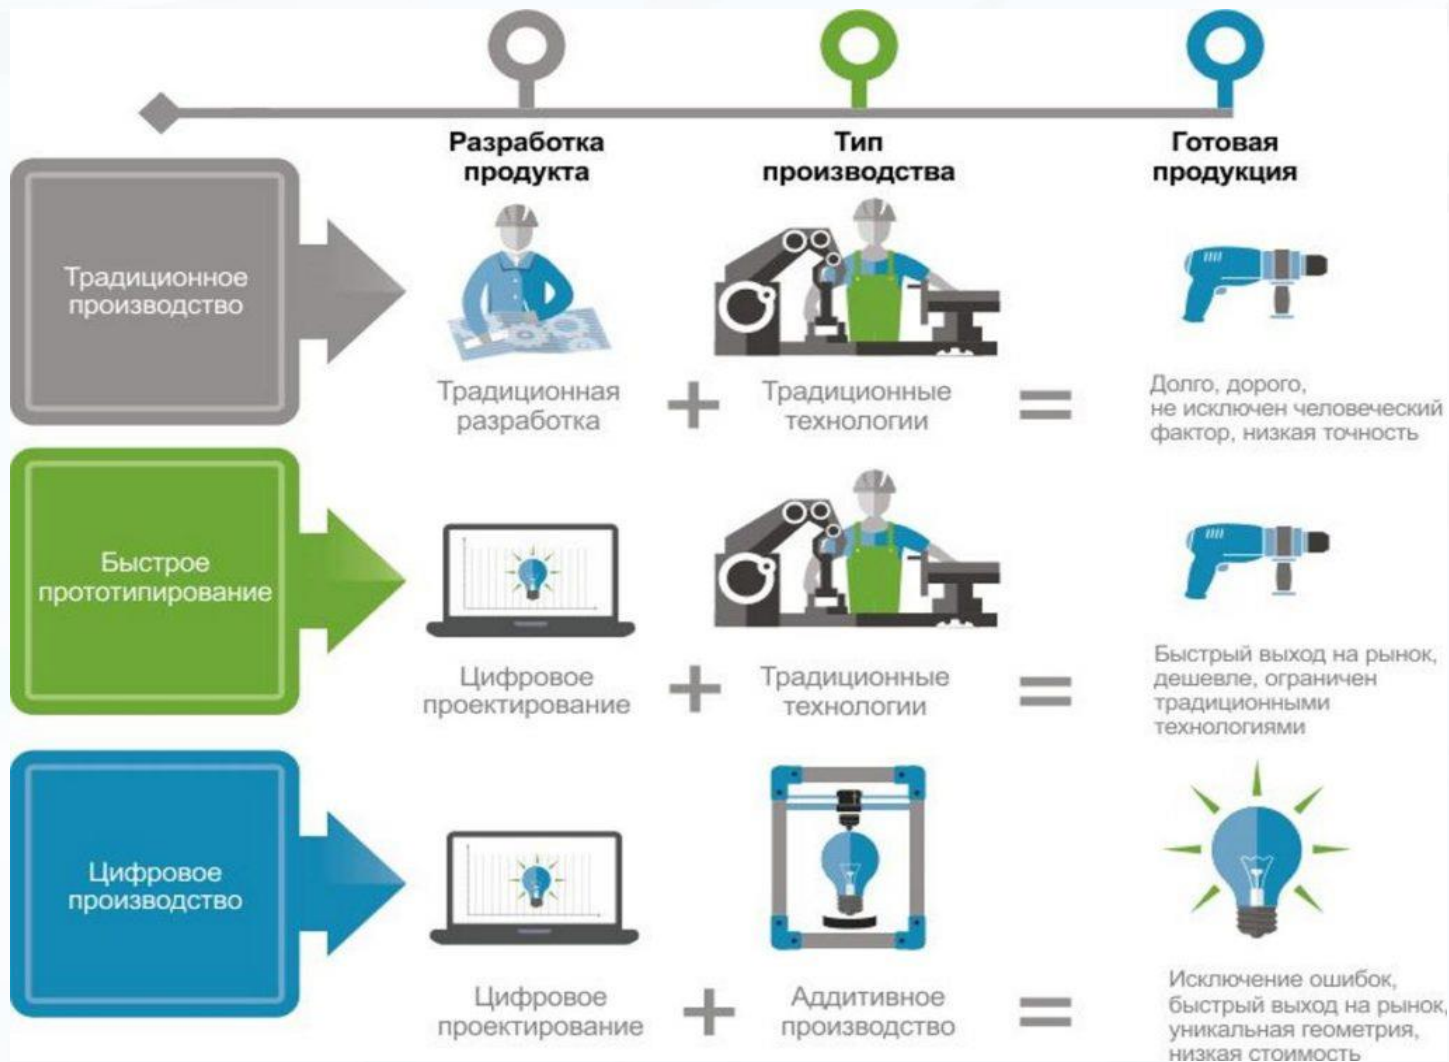 Разработка
продукта
Тип
производства
Готовая
продукция
Традиционное
производство
Традиционная
разработка
+
Традиционные
технологии
=
Долго, дорого,
не исключен человеческий
фактор, низкая точность
Быстрое
прототипирование
Цифровое
проектирование
+
Традиционные
технологии
=
Быстрый выход на рынок,
дешевле, ограничен
традиционными
технологиями
Цифровое
производство
Цифровое
проектирование
+
Аддитивное
производство
=
Исключение ошибок,
быстрый выход на рынок,
уникальная геометрия,
низкая стоимость